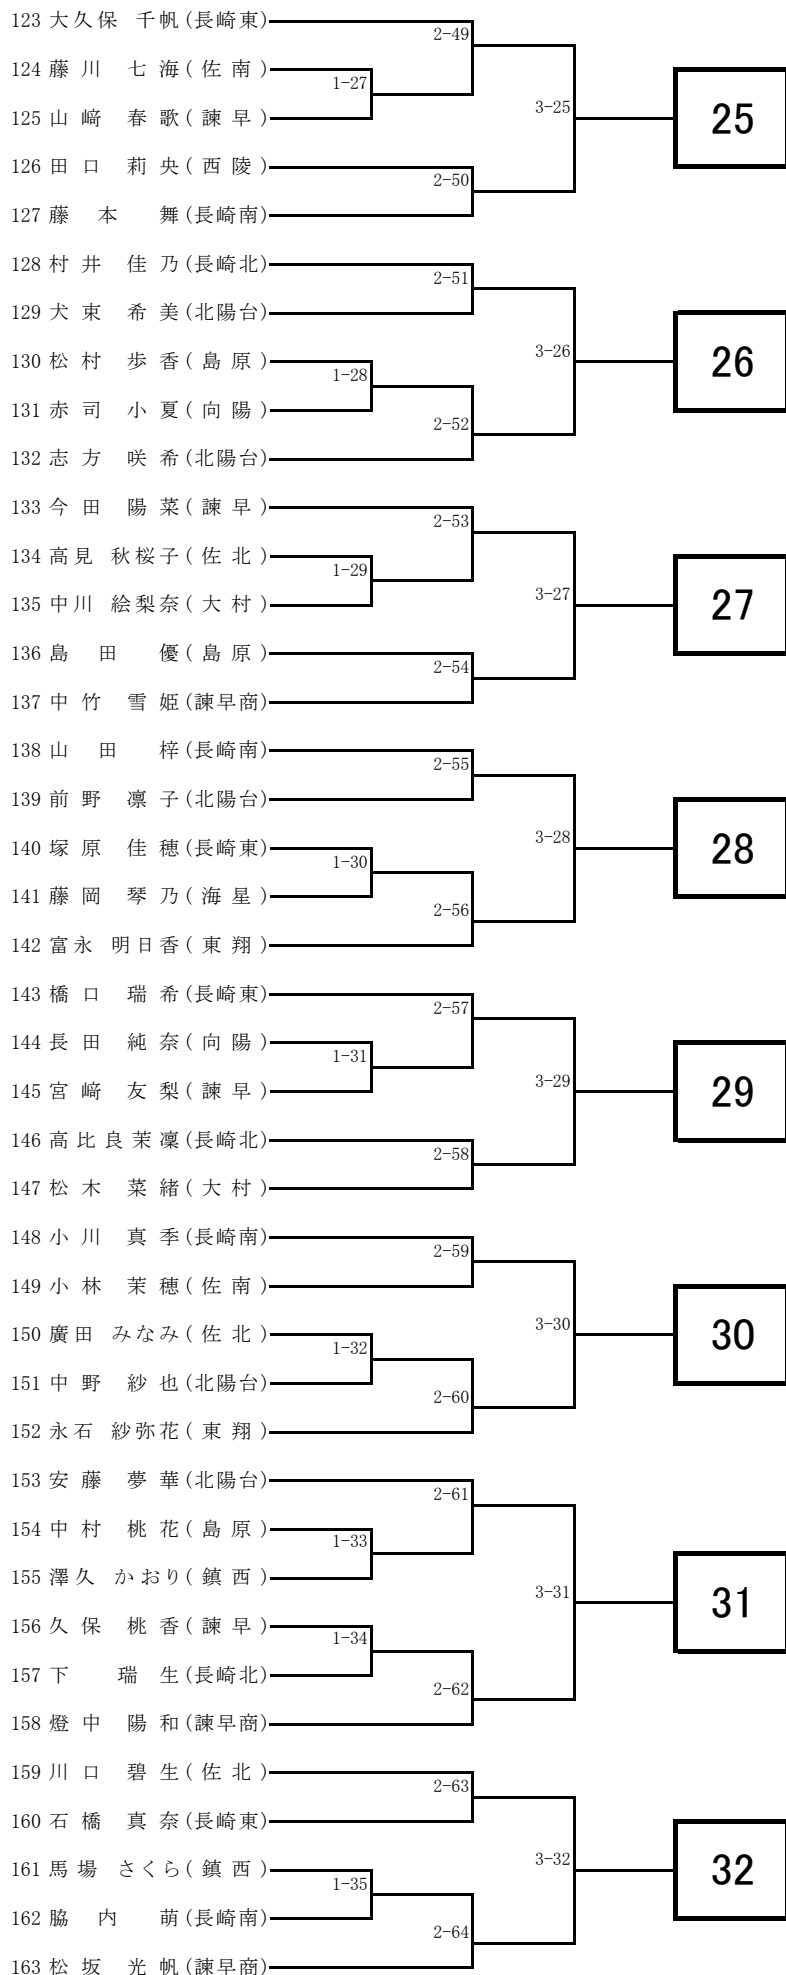 123 大久保 千帆(長崎東)
2-49
124 藤川 七海(佐南)
1-27
125 山﨑 春歌(諫早)
3-25
25
126 田口 莉央(西陵)
2-50
127 藤本 舞(長崎南)
128 村井 佳乃(長崎北)
2-51
129 犬束 希美(北陽台)
3-26
26
130 松村 歩香(島原)
1-28
131 赤司 小夏(向陽)
2-52
132 志方 咲希(北陽台)
133 今田 陽菜(諫早)
2-53
134 高見 秋桜子(佐北)
1-29
135 中川 絵梨奈(大村)
3-27
27
136 島田 優(島原)
2-54
137 中竹 雪姫(諫早商)
138 山田 梓(長崎南)
2-55
139 前野 凛子(北陽台)
3-28
28
140 塚原 佳穂(長崎東)
1-30
141 藤岡 琴乃(海星)
2-56
142 富永 明日香(東翔)
143 橋口 瑞希(長崎東)
2-57
144 長田 純奈(向陽)
1-31
145 宮﨑 友梨(諫早)
3-29
29
146 高比良茉凜(長崎北)
2-58
147 松木 菜緒(大村)
148 小川 真季(長崎南)
2-59
149 小林 茉穂(佐南)
3-30
30
150 廣田 みなみ(佐北)
1-32
151 中野 紗也(北陽台)
2-60
152 永石 紗弥花(東翔)
153 安藤 夢華(北陽台)
2-61
154 中村 桃花(島原)
1-33
155 澤久 かおり(鎮西)
3-31
31
156 久保 桃香(諫早)
1-34
157 下 瑞生(長崎北)
2-62
158 燈中 陽和(諫早商)
159 川口 碧生(佐北)
2-63
160 石橋 真奈(長崎東)
3-32
32
161 馬場 さくら(鎮西)
1-35
162 脇内 萌(長崎南)
2-64
163 松坂 光帆(諫早商)